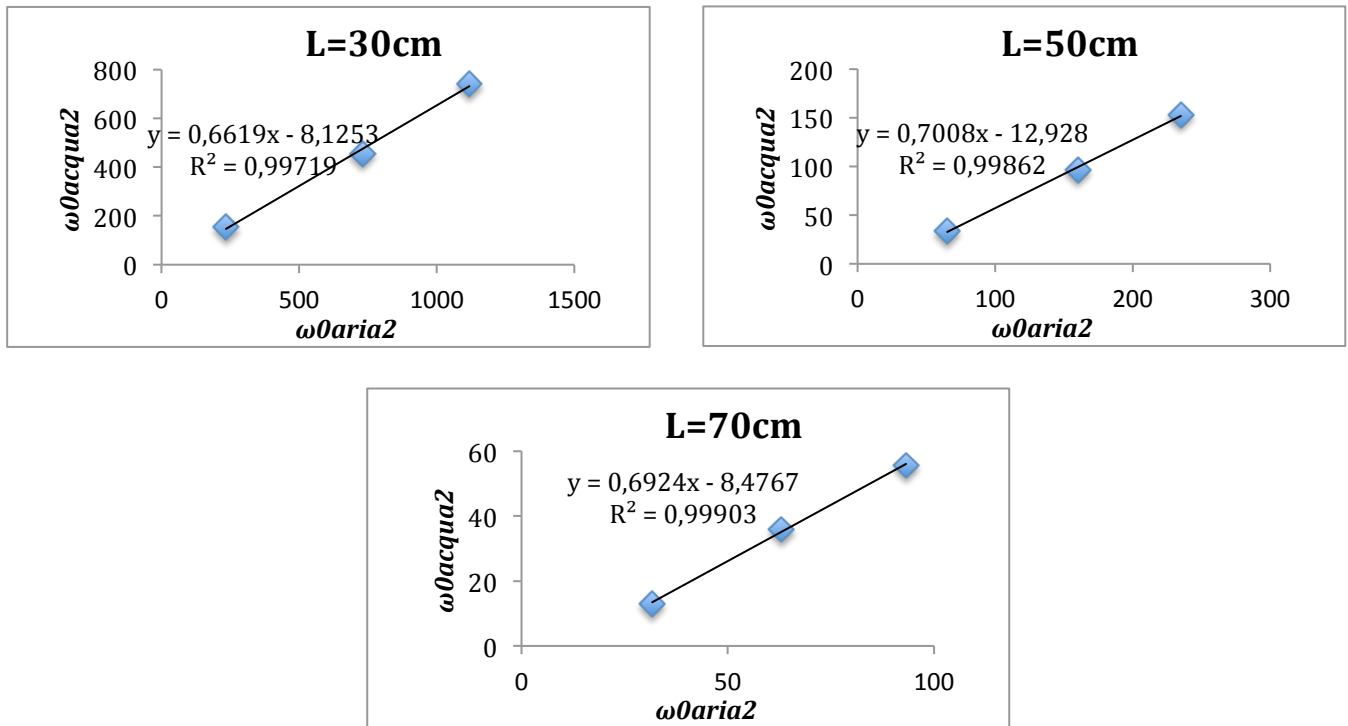 L=30cm
800
600
400
200
0
ω0acqua2
y = 0,6619x - 8,1253
R² = 0,99719
0 500 1000 1500
ω0aria2
L=50cm
200
150
100
50
0
ω0acqua2
y = 0,7008x - 12,928
R² = 0,99862
0 100 200 300
ω0aria2
L=70cm
60
40
20
0
ω0acqua2
y = 0,6924x - 8,4767
R² = 0,99903
0 50 100
ω0aria2